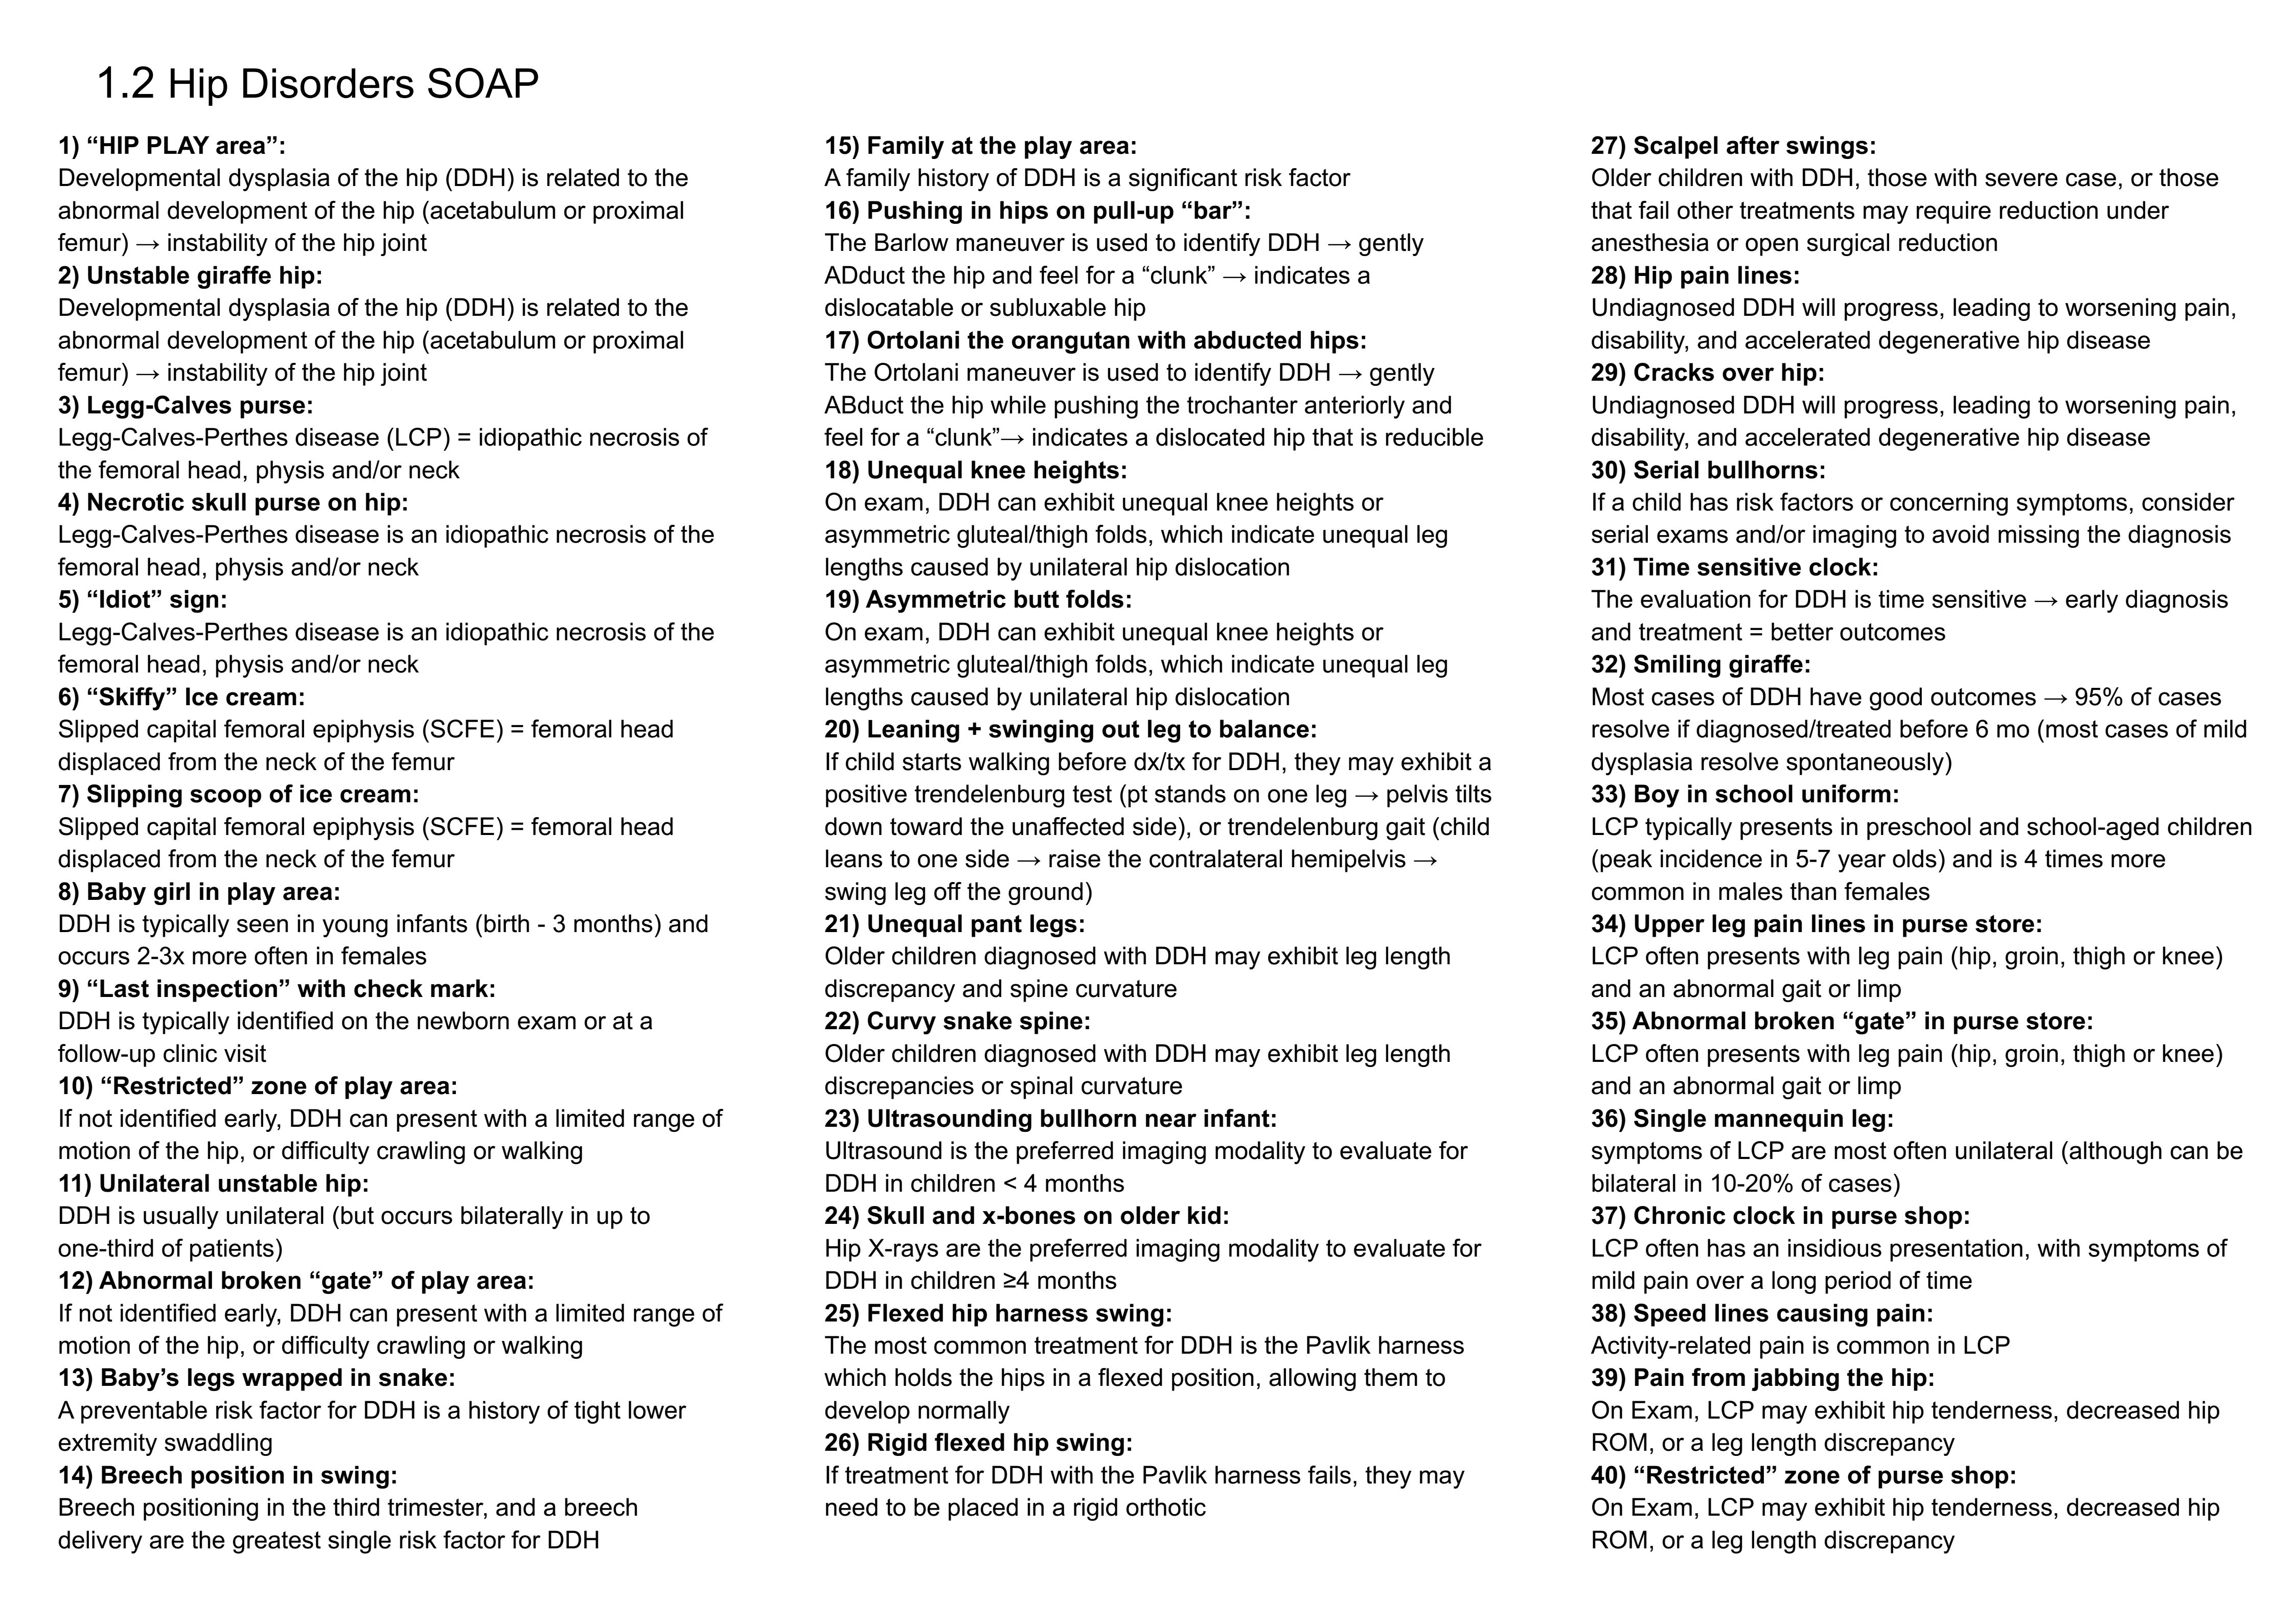 1.2 Hip Disorders SOAP
1) “HIP PLAY area”:
Developmental dysplasia of the hip (DDH) is related to the
abnormal development of the hip (acetabulum or proximal
femur) → instability of the hip joint
2) Unstable giraffe hip:
Developmental dysplasia of the hip (DDH) is related to the
abnormal development of the hip (acetabulum or proximal
femur) → instability of the hip joint
3) Legg-Calves purse:
Legg-Calves-Perthes disease (LCP) = idiopathic necrosis of
the femoral head, physis and/or neck
4) Necrotic skull purse on hip:
Legg-Calves-Perthes disease is an idiopathic necrosis of the
femoral head, physis and/or neck
5) “Idiot” sign:
Legg-Calves-Perthes disease is an idiopathic necrosis of the
femoral head, physis and/or neck
6) “Skiffy” Ice cream:
Slipped capital femoral epiphysis (SCFE) = femoral head
displaced from the neck of the femur
7) Slipping scoop of ice cream:
Slipped capital femoral epiphysis (SCFE) = femoral head
displaced from the neck of the femur
8) Baby girl in play area:
DDH is typically seen in young infants (birth - 3 months) and
occurs 2-3x more often in females
9) “Last inspection” with check mark:
DDH is typically identified on the newborn exam or at a
follow-up clinic visit
10) “Restricted” zone of play area:
If not identified early, DDH can present with a limited range of
motion of the hip, or difficulty crawling or walking
11) Unilateral unstable hip:
DDH is usually unilateral (but occurs bilaterally in up to
one-third of patients)
12) Abnormal broken “gate” of play area:
If not identified early, DDH can present with a limited range of
motion of the hip, or difficulty crawling or walking
13) Baby’s legs wrapped in snake:
A preventable risk factor for DDH is a history of tight lower
extremity swaddling
14) Breech position in swing:
Breech positioning in the third trimester, and a breech
delivery are the greatest single risk factor for DDH
15) Family at the play area:
A family history of DDH is a significant risk factor
16) Pushing in hips on pull-up “bar”:
The Barlow maneuver is used to identify DDH → gently
ADduct the hip and feel for a “clunk” → indicates a
dislocatable or subluxable hip
17) Ortolani the orangutan with abducted hips:
The Ortolani maneuver is used to identify DDH → gently
ABduct the hip while pushing the trochanter anteriorly and
feel for a “clunk”→ indicates a dislocated hip that is reducible
18) Unequal knee heights:
On exam, DDH can exhibit unequal knee heights or
asymmetric gluteal/thigh folds, which indicate unequal leg
lengths caused by unilateral hip dislocation
19) Asymmetric butt folds:
On exam, DDH can exhibit unequal knee heights or
asymmetric gluteal/thigh folds, which indicate unequal leg
lengths caused by unilateral hip dislocation
20) Leaning + swinging out leg to balance:
If child starts walking before dx/tx for DDH, they may exhibit a
positive trendelenburg test (pt stands on one leg → pelvis tilts
down toward the unaffected side), or trendelenburg gait (child
leans to one side → raise the contralateral hemipelvis →
swing leg off the ground)
21) Unequal pant legs:
Older children diagnosed with DDH may exhibit leg length
discrepancy and spine curvature
22) Curvy snake spine:
Older children diagnosed with DDH may exhibit leg length
discrepancies or spinal curvature
23) Ultrasounding bullhorn near infant:
Ultrasound is the preferred imaging modality to evaluate for
DDH in children < 4 months
24) Skull and x-bones on older kid:
Hip X-rays are the preferred imaging modality to evaluate for
DDH in children ≥4 months
25) Flexed hip harness swing:
The most common treatment for DDH is the Pavlik harness
which holds the hips in a flexed position, allowing them to
develop normally
26) Rigid flexed hip swing:
If treatment for DDH with the Pavlik harness fails, they may
need to be placed in a rigid orthotic
27) Scalpel after swings:
Older children with DDH, those with severe case, or those
that fail other treatments may require reduction under
anesthesia or open surgical reduction
28) Hip pain lines:
Undiagnosed DDH will progress, leading to worsening pain,
disability, and accelerated degenerative hip disease
29) Cracks over hip:
Undiagnosed DDH will progress, leading to worsening pain,
disability, and accelerated degenerative hip disease
30) Serial bullhorns:
If a child has risk factors or concerning symptoms, consider
serial exams and/or imaging to avoid missing the diagnosis
31) Time sensitive clock:
The evaluation for DDH is time sensitive → early diagnosis
and treatment = better outcomes
32) Smiling giraffe:
Most cases of DDH have good outcomes → 95% of cases
resolve if diagnosed/treated before 6 mo (most cases of mild
dysplasia resolve spontaneously)
33) Boy in school uniform:
LCP typically presents in preschool and school-aged children
(peak incidence in 5-7 year olds) and is 4 times more
common in males than females
34) Upper leg pain lines in purse store:
LCP often presents with leg pain (hip, groin, thigh or knee)
and an abnormal gait or limp
35) Abnormal broken “gate” in purse store:
LCP often presents with leg pain (hip, groin, thigh or knee)
and an abnormal gait or limp
36) Single mannequin leg:
symptoms of LCP are most often unilateral (although can be
bilateral in 10-20% of cases)
37) Chronic clock in purse shop:
LCP often has an insidious presentation, with symptoms of
mild pain over a long period of time
38) Speed lines causing pain:
Activity-related pain is common in LCP
39) Pain from jabbing the hip:
On Exam, LCP may exhibit hip tenderness, decreased hip
ROM, or a leg length discrepancy
40) “Restricted” zone of purse shop:
On Exam, LCP may exhibit hip tenderness, decreased hip
ROM, or a leg length discrepancy